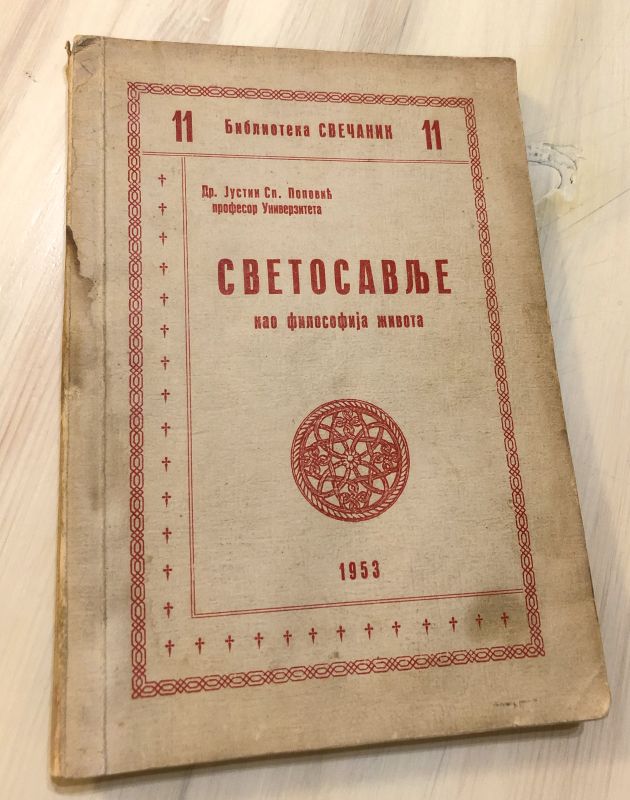 11 Библиотека СВЕЧАНИК 11
Др. Јустин Сп. Поповић
професор Универзитета
СВЕТОСАВЉЕ
као философија живота
1953